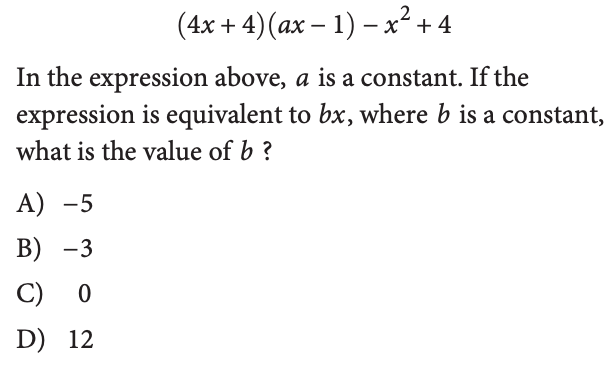 (4x + 4)(ax − 1) − x² + 4
In the expression above, a is a constant. If the
expression is equivalent to bx, where b is a constant,
what is the value of b ?
A) −5
B) −3
C) 0
D) 12